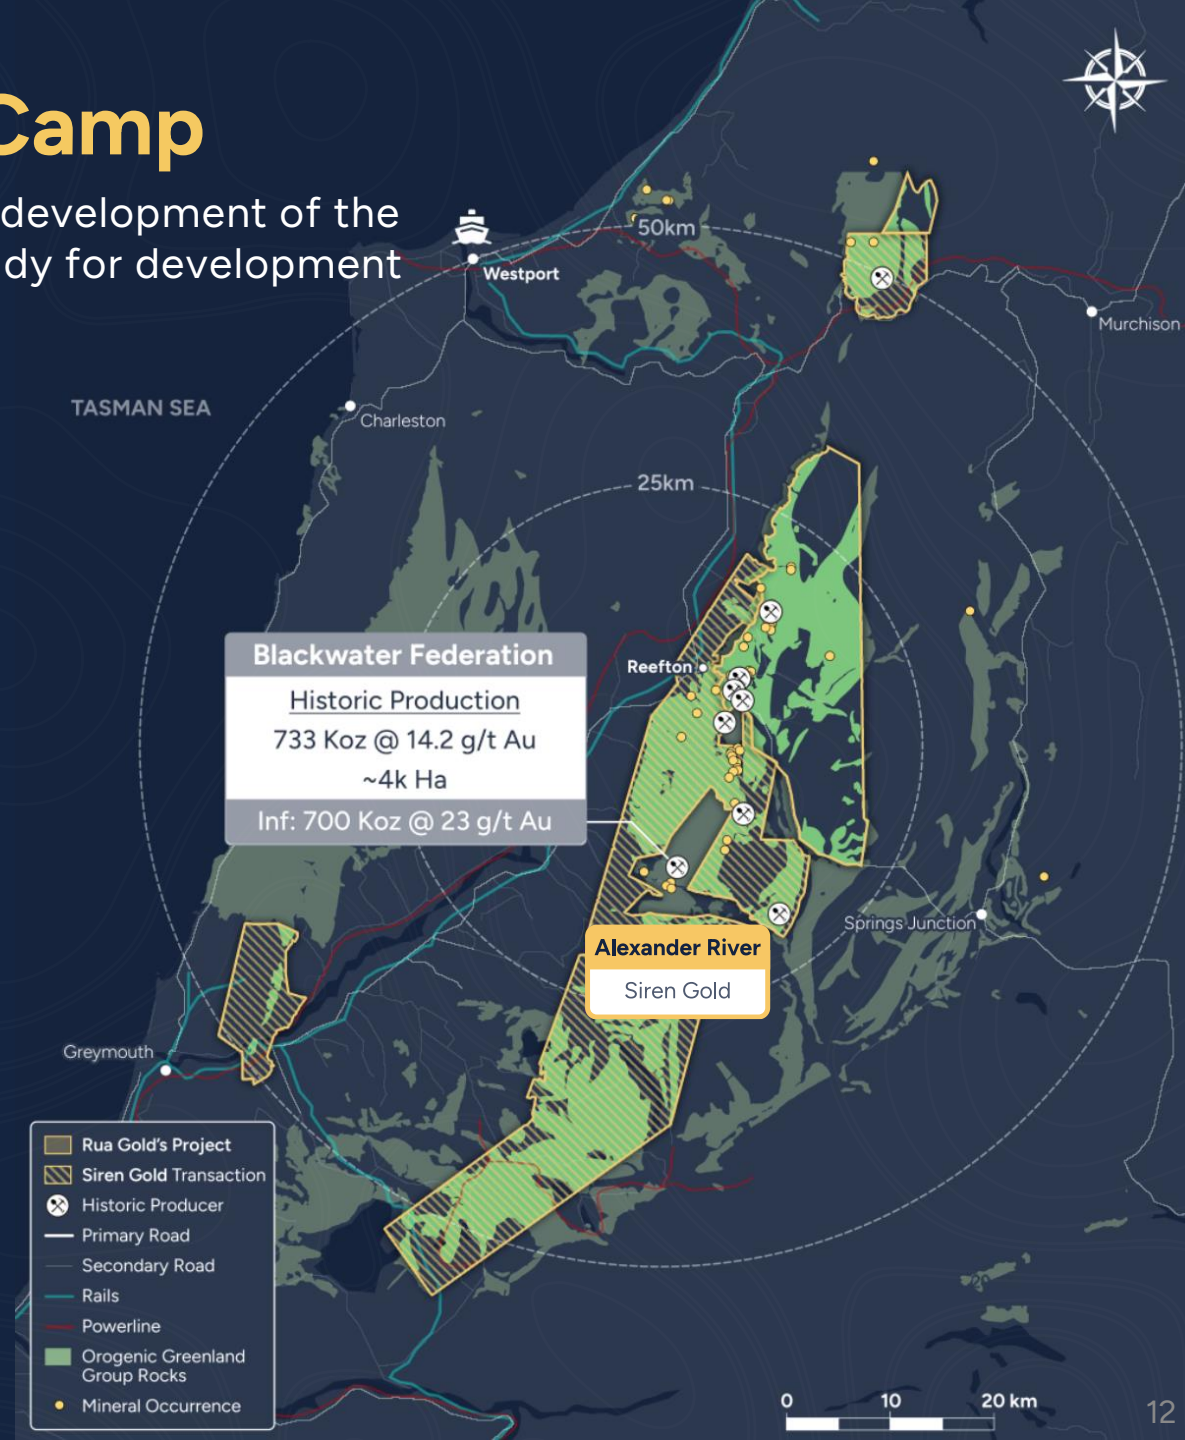 Camp
development of the
dy for development
50km
Westport
Murchison
TASMAN SEA
Charleston
25km
Blackwater Federation
Historic Production
733 Koz @ 14.2 g/t Au
~4k Ha
Inf: 700 Koz @ 23 g/t Au
Reefton
Springs Junction
Alexander River
Siren Gold
Greymouth
Rua Gold's Project
Siren Gold Transaction
Historic Producer
Primary Road
Secondary Road
Rails
Powerline
Orogenic Greenland
Group Rocks
Mineral Occurrence
0 10 20 km
12